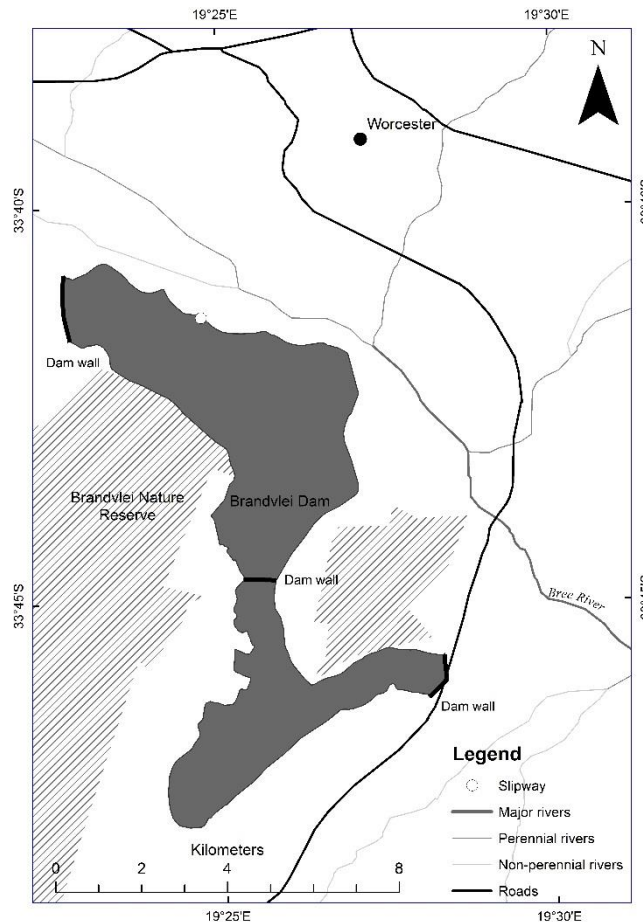 19°25'E
19°30'E
N
Worcester
33°40'S
Dam wall
Brandvlei Nature
Reserve
Brandvlei Dam
Dam wall
33°45'S
Bree River
Dam wall
Legend
Slipway
Major rivers
Perennial rivers
Non-perennial rivers
Roads
Kilometers
0 2 4 8
19°25'E
19°30'E